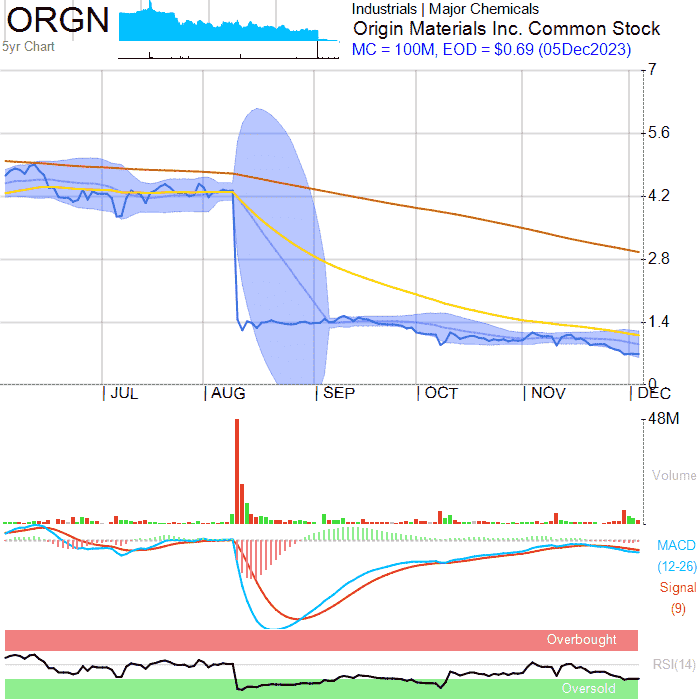 ORGN
5yr Chart
Industrials | Major Chemicals
Origin Materials Inc. Common Stock
MC = 100M, EOD = $0.69 (05Dec2023)
7
5.6
4.2
2.8
1.4
0
| JUL | AUG | SEP | OCT | NOV | DEC
48M
Volume
MACD
(12-26)
Signal
(9)
Overbought
RSI(14)
Oversold